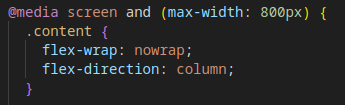 @media screen and (max-width: 800px) {
  .content {
    flex-wrap: nowrap;
    flex-direction: column;
  }